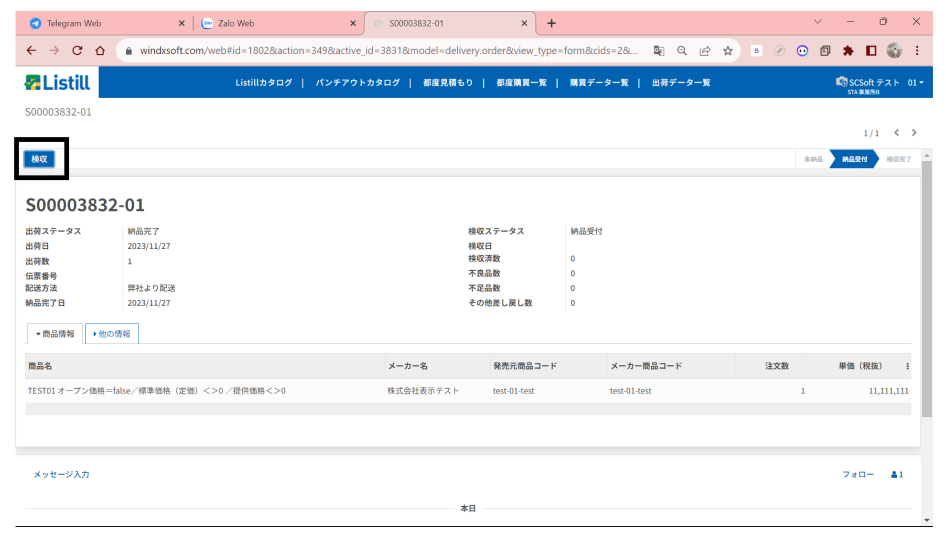 Telegram Web
Zalo Web
S00003832-01
windxsoft.com/web#id=1802&action=349&active_id=3831&model=delivery.order&view_type=form&cids=2&...
Listill
Listillカタログ | パンチアウトカタログ | 都度見積もり | 都度購買一覧 | 購買データ一覧 | 出荷データ一覧
SCSoft テスト 01
STA 事業所B
S00003832-01
1 / 1
検収
未納品 納品受付 検収完了
S00003832-01
出荷ステータス 納品完了 検収ステータス 納品受付
出荷日 2023/11/27 検収日
出荷数 1 検収済数 0
伝票番号 不良品数 0
配送方法 弊社より配送 不足品数 0
納品完了日 2023/11/27 その他差し戻し数 0
商品情報 他の情報
商品名 メーカー名 発売元商品コード メーカー商品コード 注文数 単価（税抜）
TEST01 オープン価格＝false／標準価格（定価）＜＞0 ／提供価格＜＞0 株式会社表示テスト test-01-test test-01-test 1 11,111,111
メッセージ入力 フォロー 1
本日